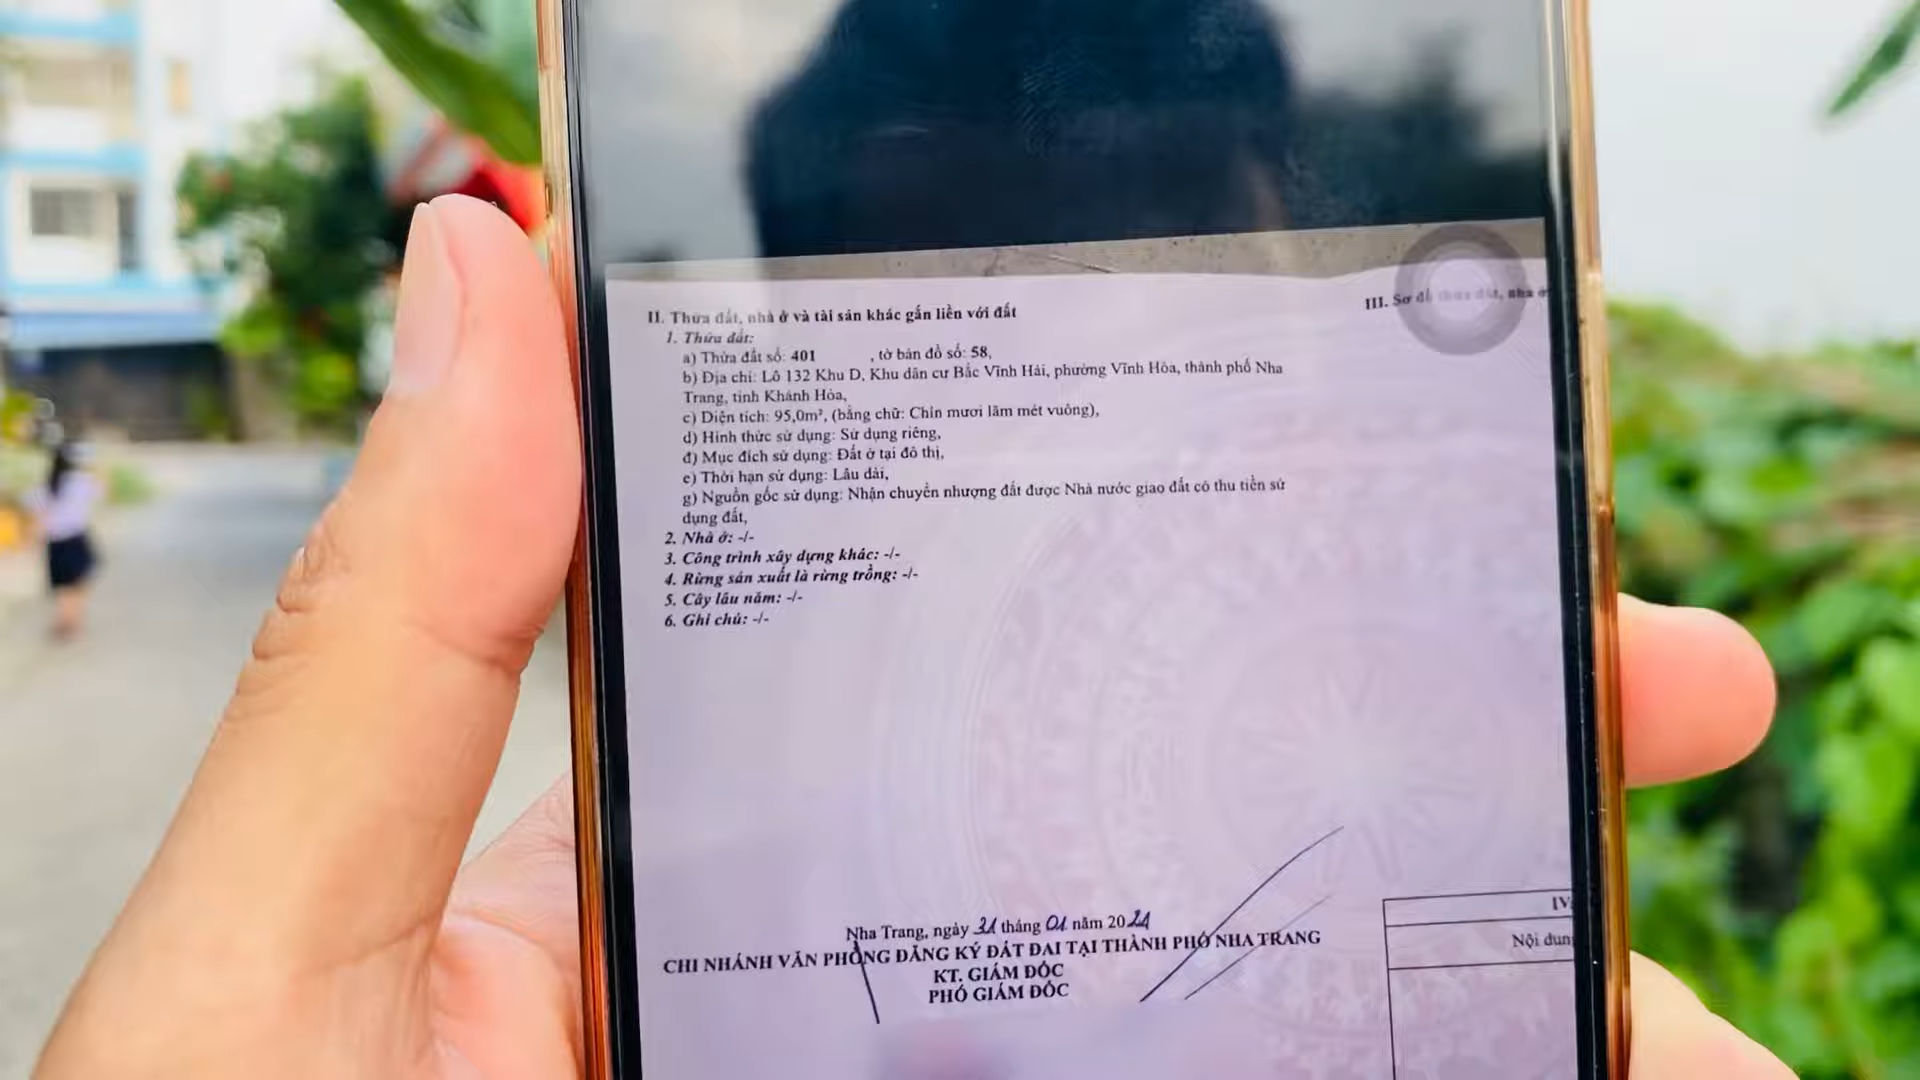 II. Thửa đất, nhà ở và tài sản khác gắn liền với đất
1. Thửa đất:
a) Thửa đất số: 401 , tờ bản đồ số: 58,
b) Địa chỉ: Lô 132 Khu D, Khu dân cư Bắc Vĩnh Hải, phường Vĩnh Hòa, thành phố Nha
Trang, tỉnh Khánh Hòa,
c) Diện tích: 95,0m², (bằng chữ: Chín mươi lăm mét vuông),
d) Hình thức sử dụng: Sử dụng riêng,
đ) Mục đích sử dụng: Đất ở tại đô thị,
e) Thời hạn sử dụng: Lâu dài,
g) Nguồn gốc sử dụng: Nhận chuyển nhượng đất được Nhà nước giao đất có thu tiền sử
dụng đất,
2. Nhà ở: -/-
3. Công trình xây dựng khác: -/-
4. Rừng sản xuất là rừng trồng: -/-
5. Cây lâu năm: -/-
6. Ghi chú: -/-
III. Sơ đồ thửa đất, nhà ở
Nha Trang, ngày 31 tháng 01 năm 20
CHI NHÁNH VĂN PHÒNG ĐĂNG KÝ ĐẤT ĐAI TẠI THÀNH PHỐ NHA TRANG
KT. GIÁM ĐỐC
PHÓ GIÁM ĐỐC
IV
Nội dung